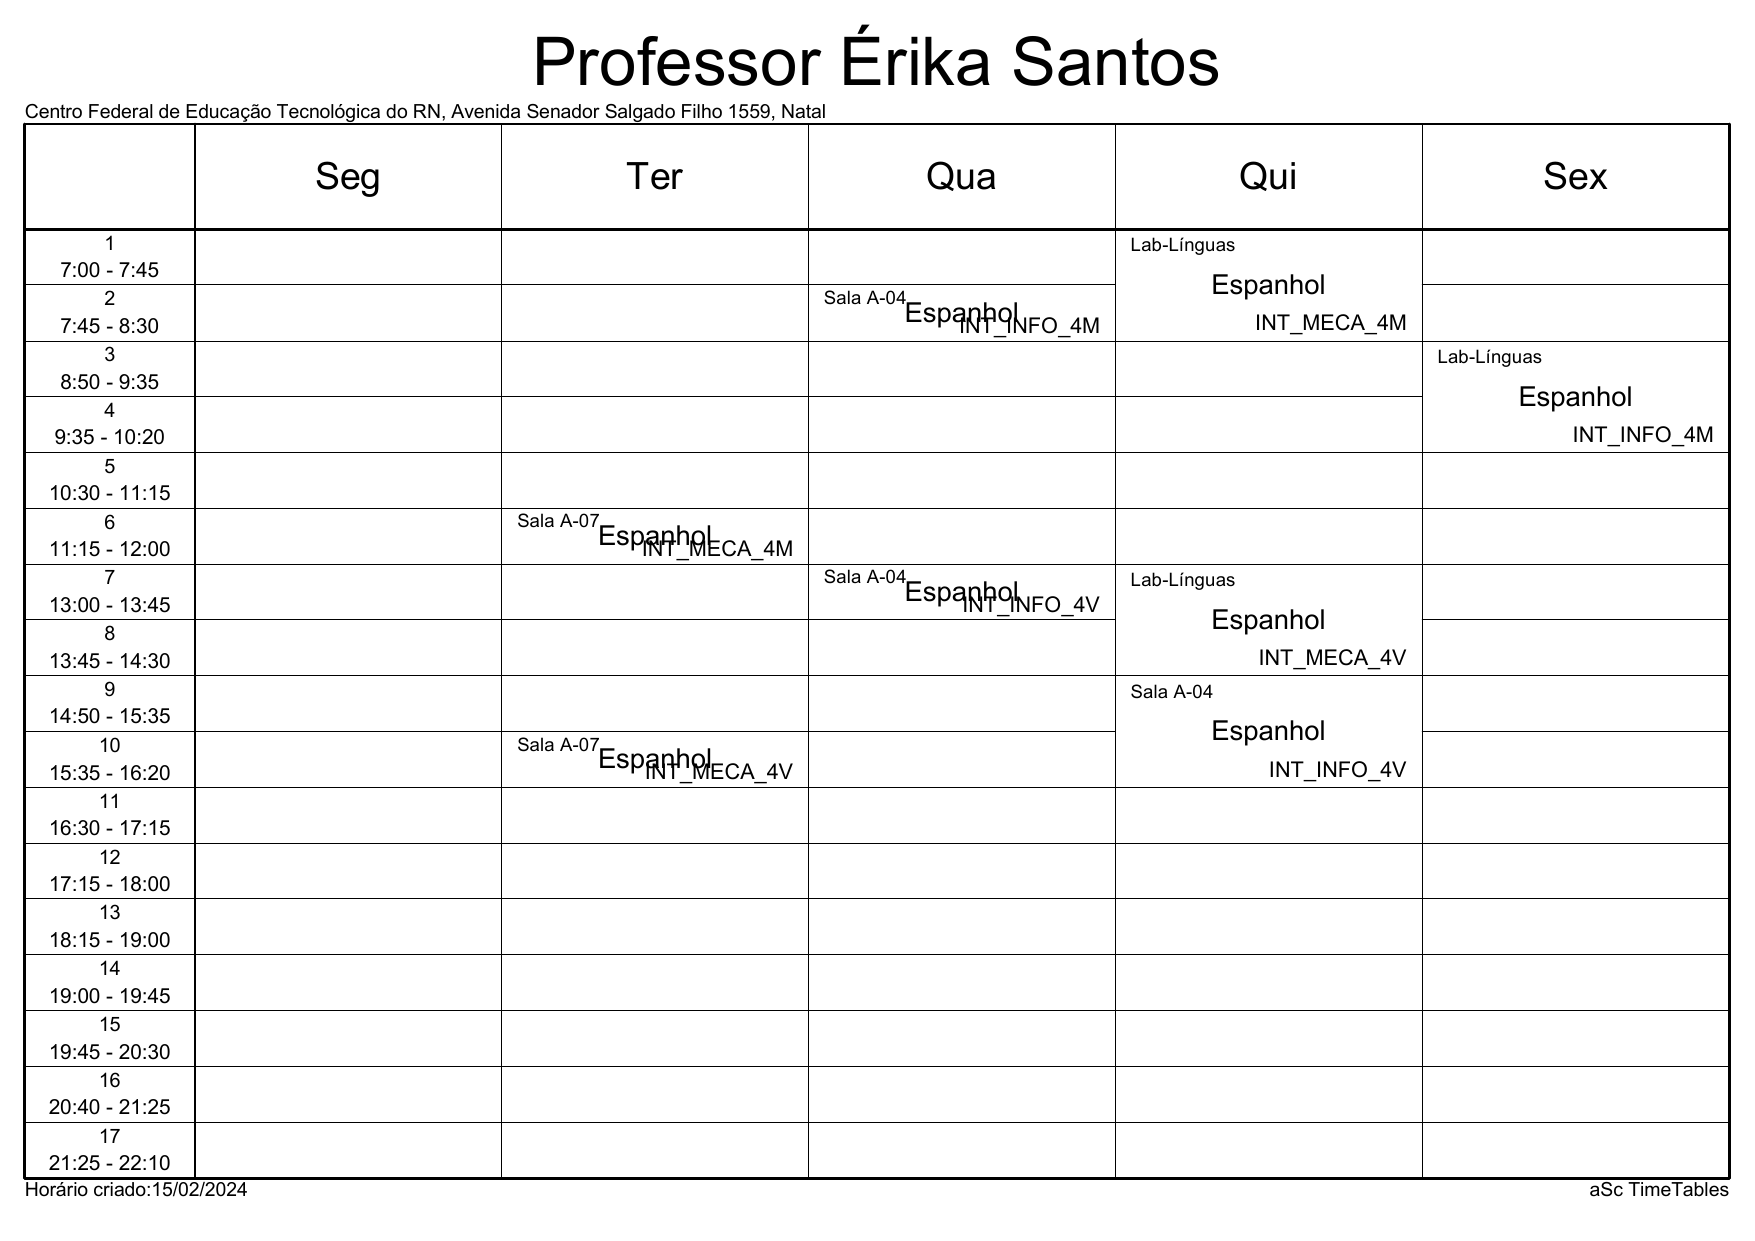 Professor Érika Santos
Centro Federal de Educação Tecnológica do RN, Avenida Senador Salgado Filho 1559, Natal
Seg
Ter
Qua
Qui
Sex
1
7:00 - 7:45
Lab-Línguas
Espanhol
INT_MECA_4M
2
7:45 - 8:30
Sala A-04
Espanhol
INT_INFO_4M
3
8:50 - 9:35
Lab-Línguas
Espanhol
INT_INFO_4M
4
9:35 - 10:20
5
10:30 - 11:15
6
11:15 - 12:00
Sala A-07
Espanhol
INT_MECA_4M
7
13:00 - 13:45
Sala A-04
Espanhol
INT_INFO_4V
Lab-Línguas
Espanhol
INT_MECA_4V
8
13:45 - 14:30
9
14:50 - 15:35
Sala A-04
Espanhol
INT_INFO_4V
10
15:35 - 16:20
Sala A-07
Espanhol
INT_MECA_4V
11
16:30 - 17:15
12
17:15 - 18:00
13
18:15 - 19:00
14
19:00 - 19:45
15
19:45 - 20:30
16
20:40 - 21:25
17
21:25 - 22:10
Horário criado:15/02/2024
aSc TimeTables